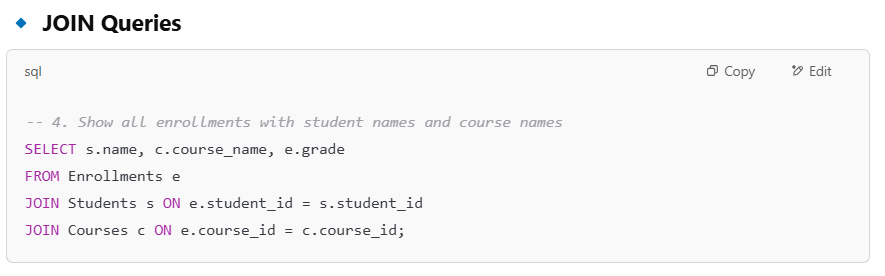 JOIN Queries
sql
Copy
Edit
-- 4. Show all enrollments with student names and course names
SELECT s.name, c.course_name, e.grade
FROM Enrollments e
JOIN Students s ON e.student_id = s.student_id
JOIN Courses c ON e.course_id = c.course_id;